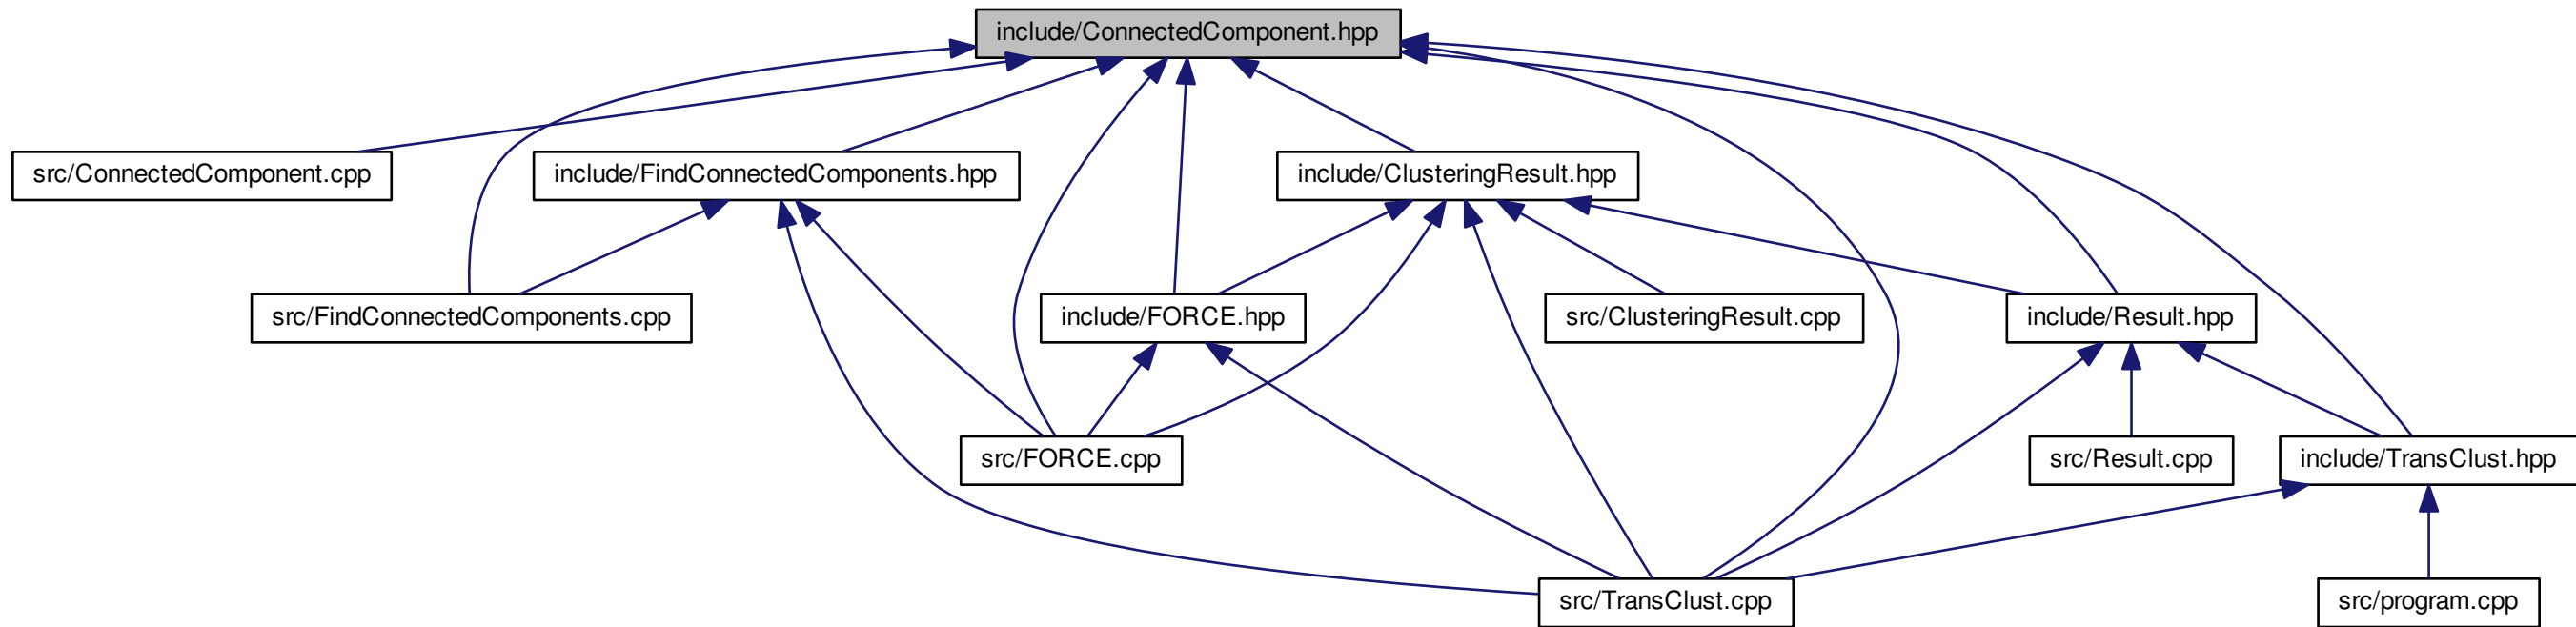 include/ConnectedComponent.hpp
src/ConnectedComponent.cpp
include/FindConnectedComponents.hpp
include/ClusteringResult.hpp
src/FindConnectedComponents.cpp
include/FORCE.hpp
src/ClusteringResult.cpp
include/Result.hpp
src/FORCE.cpp
src/Result.cpp
include/TransClust.hpp
src/TransClust.cpp
src/program.cpp